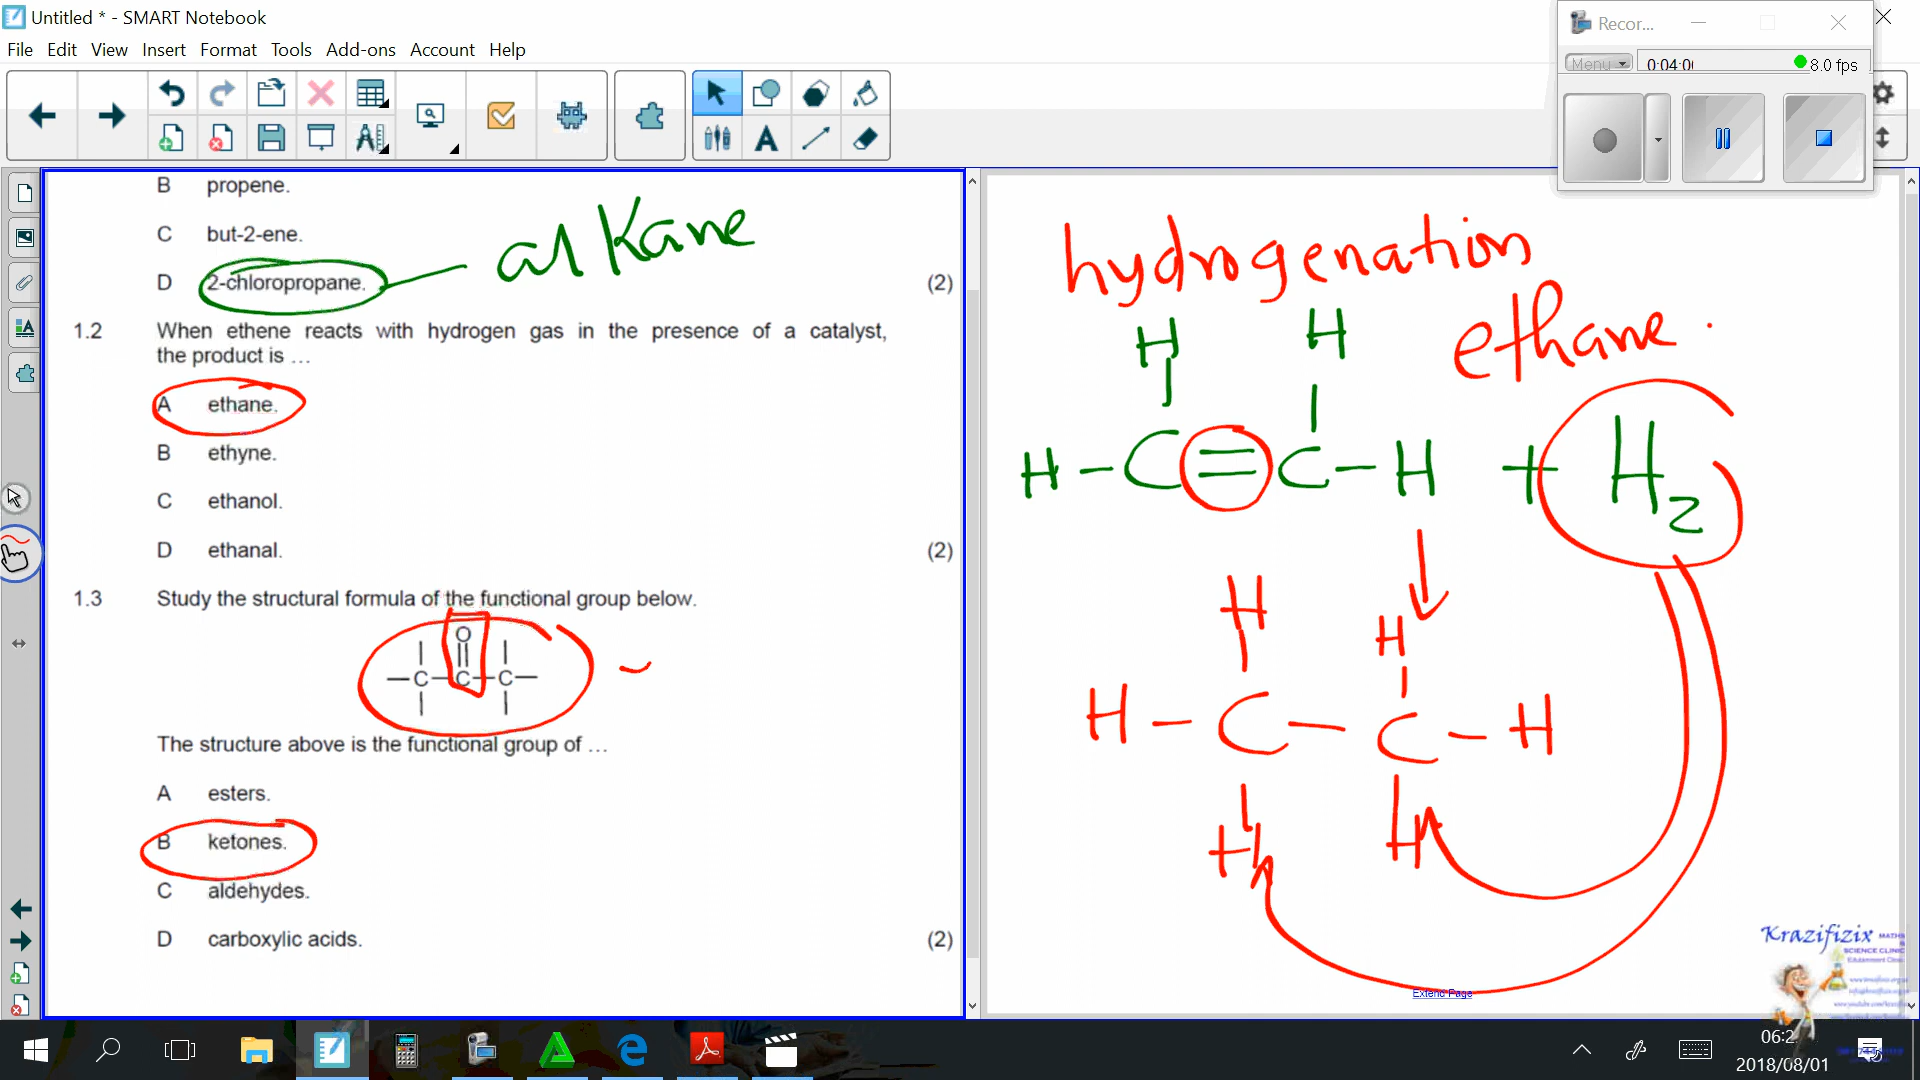 Untitled * - SMART Notebook
File Edit View Insert Format Tools Add-ons Account Help
Recor...
Menu
8.0 fps
B propene.
C but-2-ene.
D 2-chloropropane.
(2)
alkane
1.2 When ethene reacts with hydrogen gas in the presence of a catalyst,
the product is ...
A ethane.
B ethyne.
C ethanol.
D ethanal.
(2)
1.3 Study the structural formula of the functional group below.
O
C C C
The structure above is the functional group of ...
A esters.
B ketones.
C aldehydes.
D carboxylic acids.
(2)
hydrogenation
ethane.
H H
H - C = C - H + H2
H H
H - C - C - H
H H
Extend Page
Krazifizix MATHS
SCIENCE CLINIC
2018/08/01